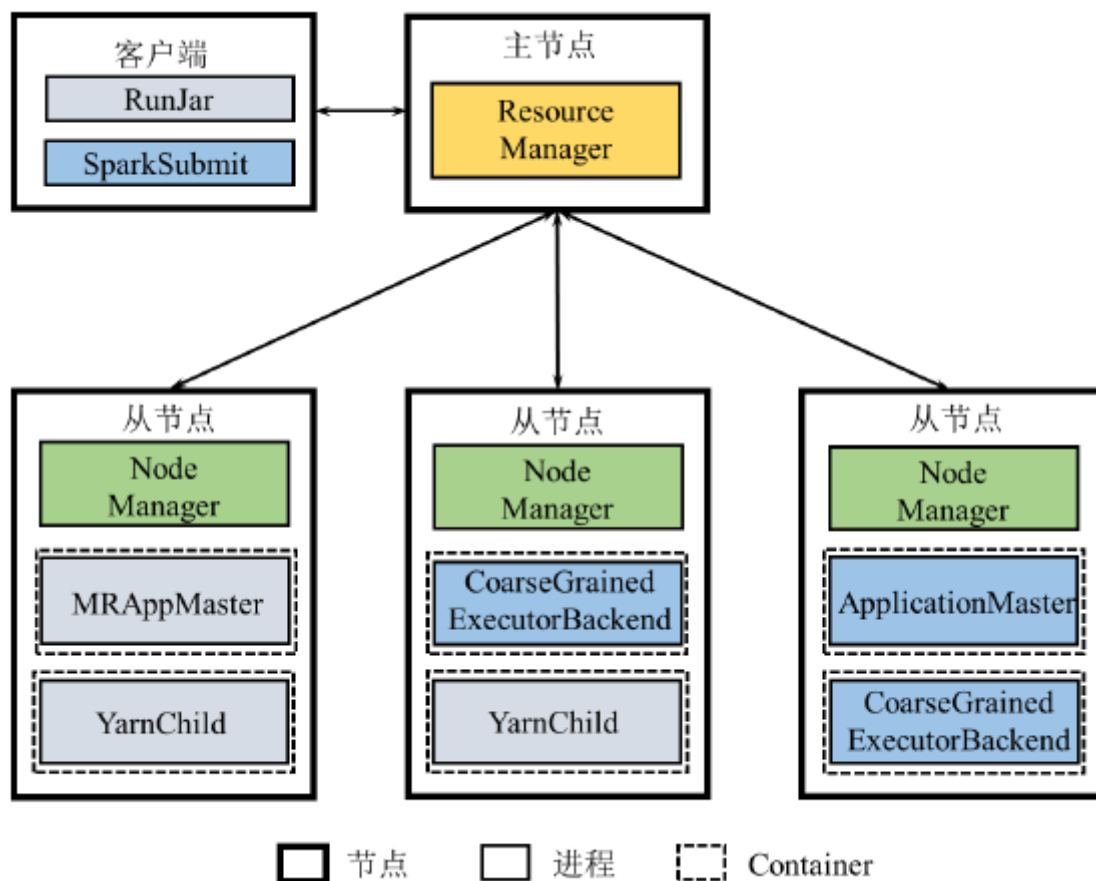 客户端
RunJar
SparkSubmit
主节点
Resource
Manager
从节点
Node
Manager
MRAppMaster
YarnChild
从节点
Node
Manager
CoarseGrained
ExecutorBackend
YarnChild
从节点
Node
Manager
ApplicationMaster
CoarseGrained
ExecutorBackend
节点
进程
Container